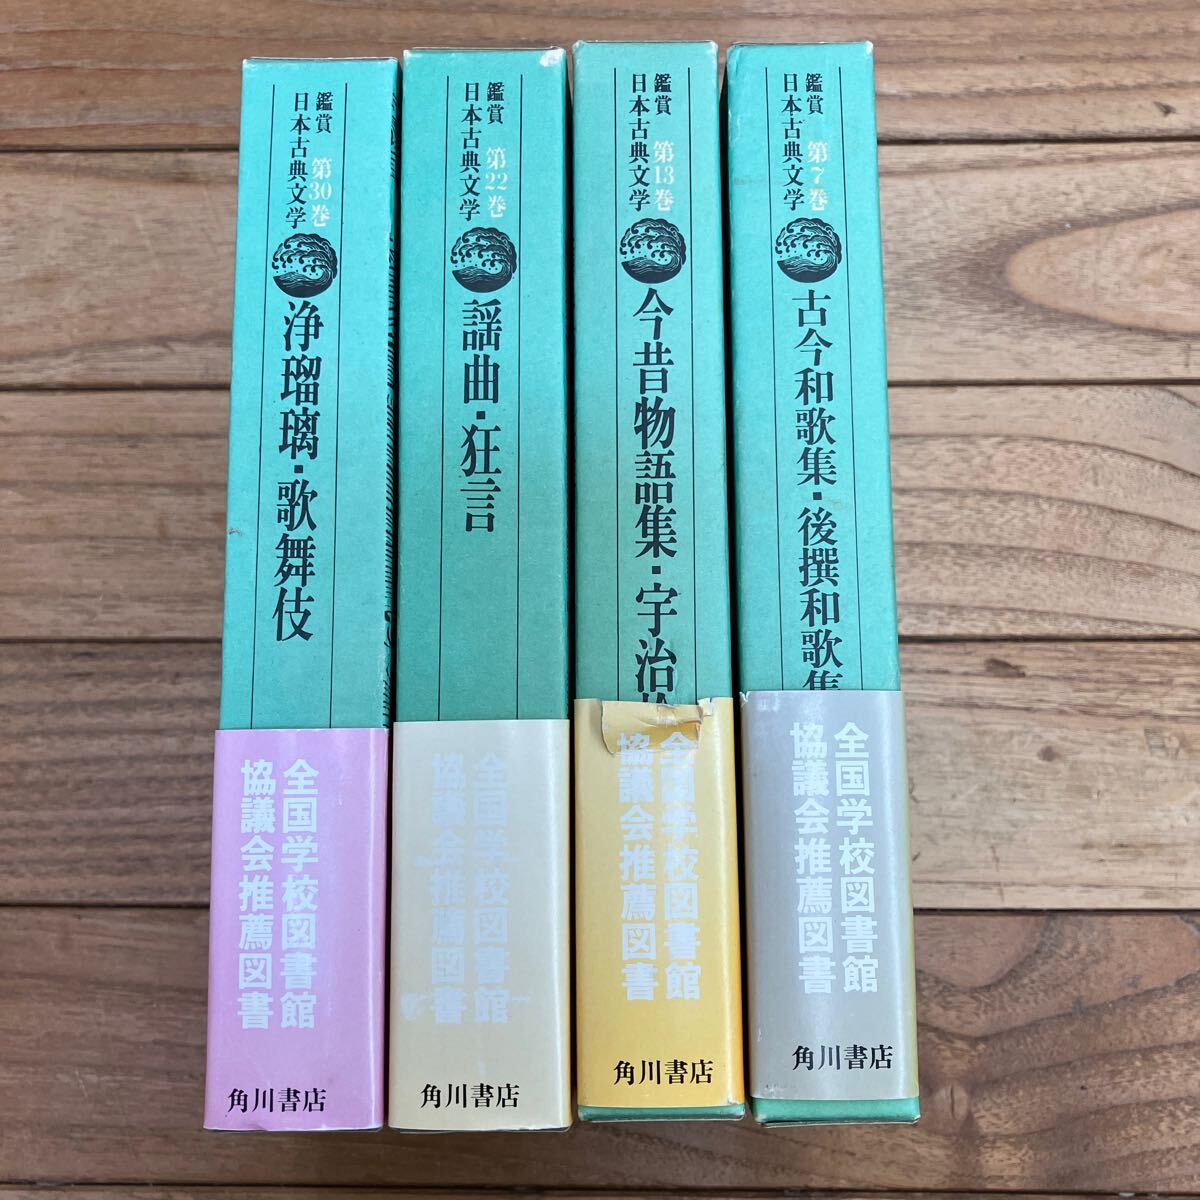 鑑賞
日本古典文学
第30巻
浄瑠璃・歌舞伎
全国学校図書館
協議会推薦図書
角川書店
鑑賞
日本古典文学
第22巻
謡曲・狂言
全国学校図書館
協議会推薦図書
角川書店
鑑賞
日本古典文学
第13巻
今昔物語集・宇治
全国学校図書館
協議会推薦図書
角川書店
鑑賞
日本古典文学
第7巻
古今和歌集・後撰和歌集
全国学校図書館
協議会推薦図書
角川書店